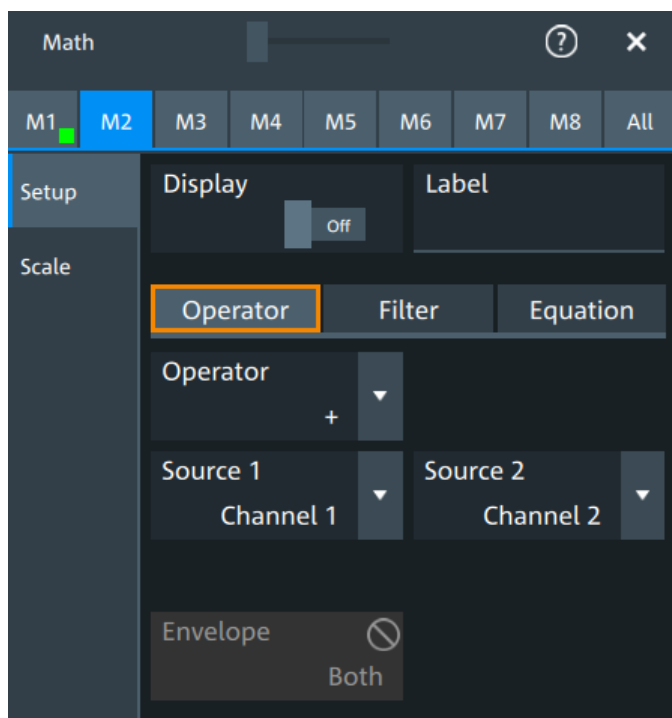 Math ? ×
M1 M2 M3 M4 M5 M6 M7 M8 All
Setup
Scale
Display
Off
Label
Operator Filter Equation
Operator
+
Source 1
Channel 1
Source 2
Channel 2
Envelope
Both